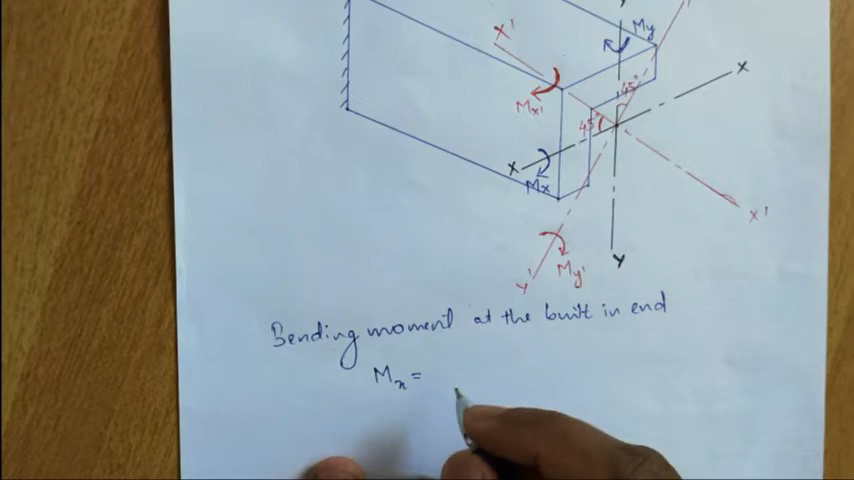 My
X'
X
45°
Mx'
45°
X
Mx
X'
Y
My'
Y'
Bending moment at the built in end
Mx =